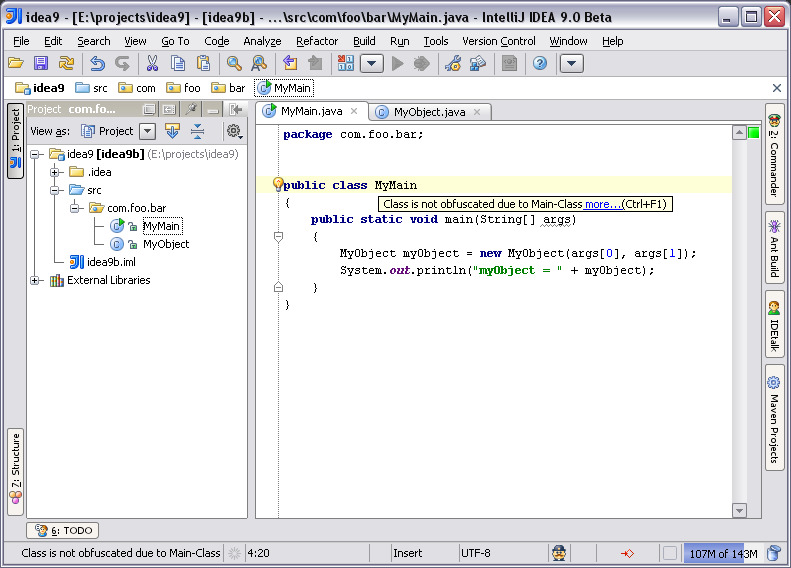 idea9 - [E:\projects\idea9] - [idea9b] - ...\src\com\foo\bar\MyMain.java - IntelliJ IDEA 9.0 Beta
File Edit Search View Go To Code Analyze Refactor Build Run Tools Version Control Window Help
idea9 src com foo bar MyMain
1: Project
Project com.fo...
View as: Project
idea9 [idea9b] (E:\projects\idea9)
.idea
src
com.foo.bar
MyMain
MyObject
idea9b.iml
External Libraries
7: Structure
MyMain.java MyObject.java
package com.foo.bar;
public class MyMain
{
Class is not obfuscated due to Main-Class more...(Ctrl+F1)
public static void main(String[] args)
{
MyObject myObject = new MyObject(args[0], args[1]);
System.out.println("myObject = " + myObject);
}
}
2: Commander
Ant Build
IDEtalk
Maven Projects
6: TODO
Class is not obfuscated due to Main-Class 4:20 Insert UTF-8 107M of 143M